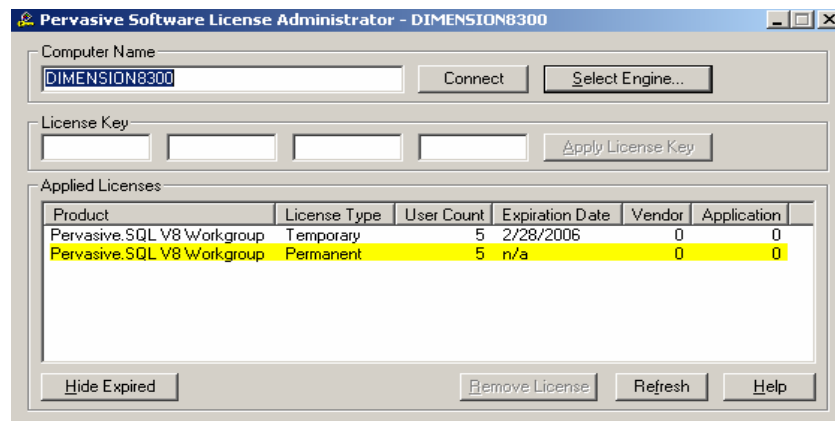 Pervasive Software License Administrator - DIMENSION8300
Computer Name
DIMENSION8300 Connect Select Engine...
License Key
Apply License Key
Applied Licenses
Product License Type User Count Expiration Date Vendor Application
Pervasive.SQL V8 Workgroup Temporary 5 2/28/2006 0 0
Pervasive.SQL V8 Workgroup Permanent 5 n/a 0 0
Hide Expired Remove License Refresh Help